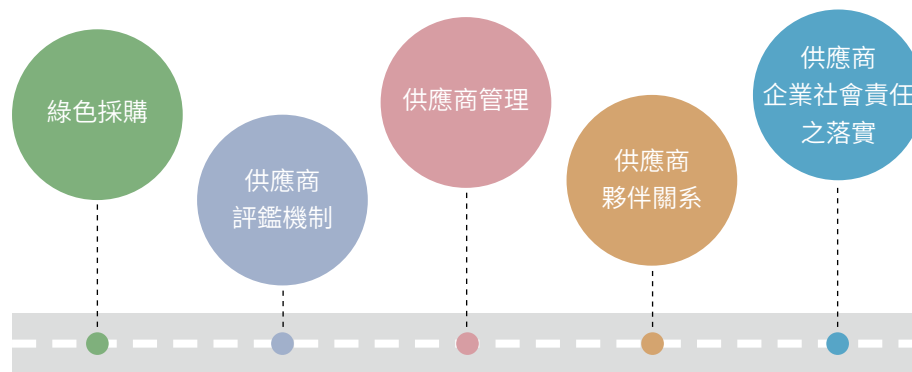 綠色採購
供應商
評鑑機制
供應商管理
供應商
夥伴關系
供應商
企業社會責任
之落實